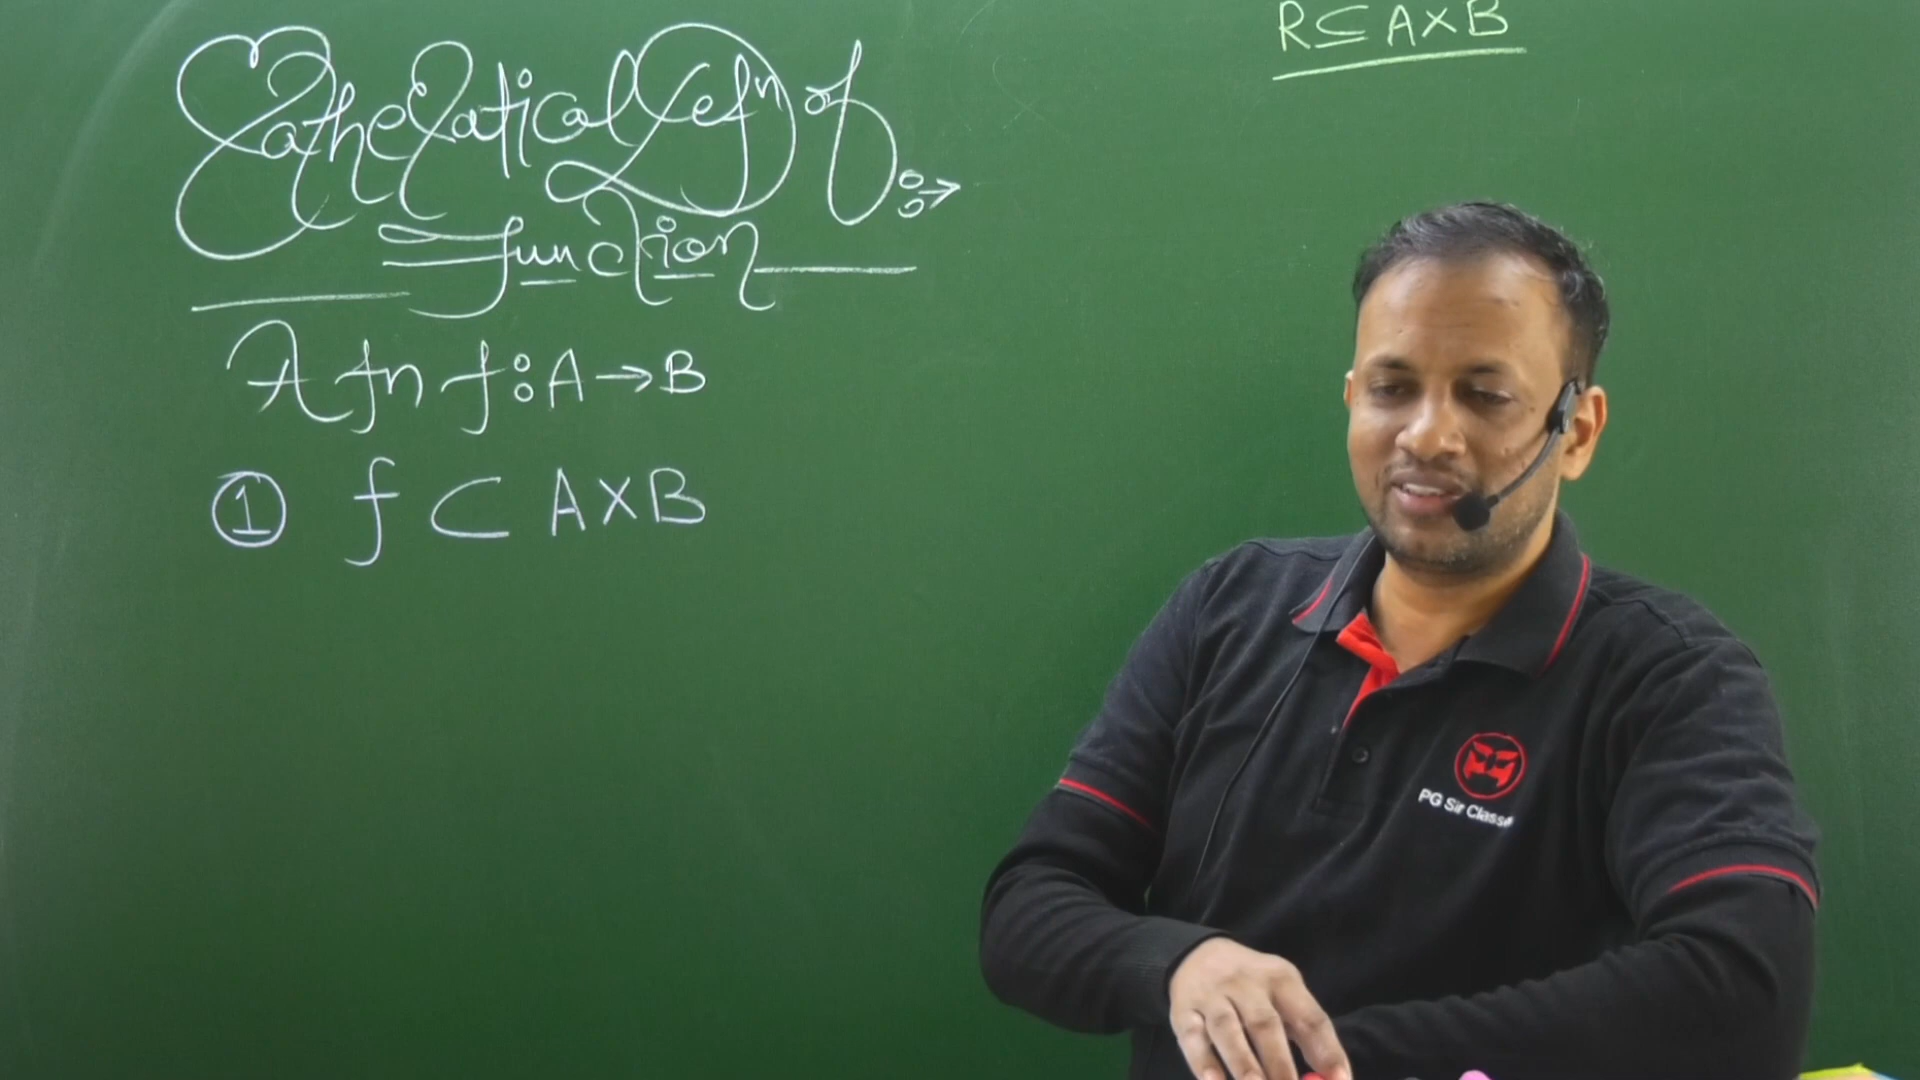 Mathematical Defn of :→
function
A fn f : A → B
① f ⊂ A×B
R ⊆ A×B
PG Sir Classes